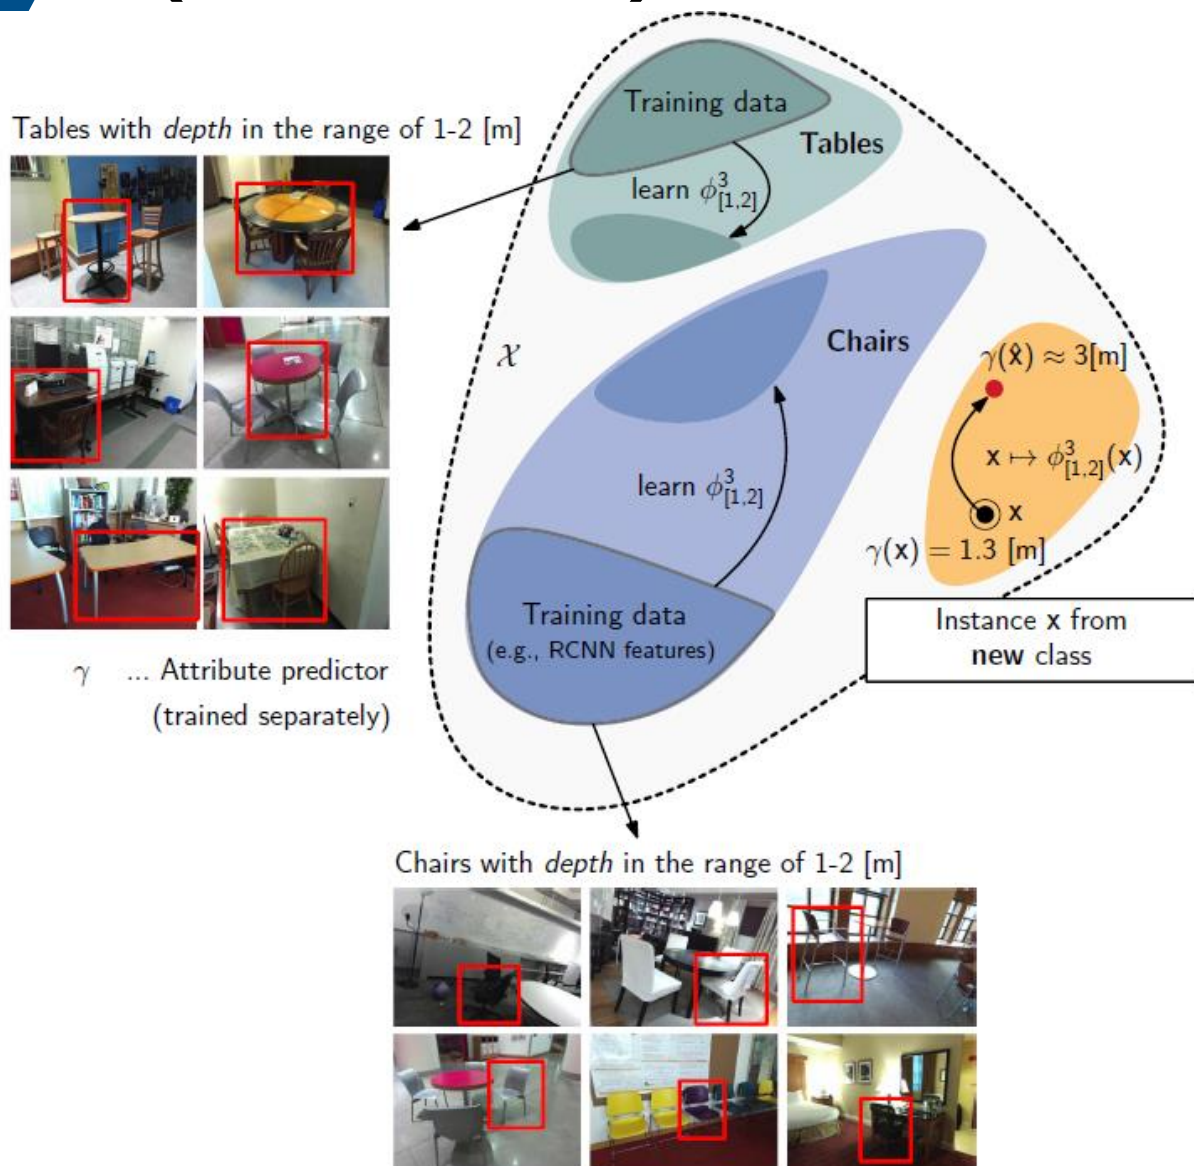 Training data
Tables with depth in the range of 1-2 [m]
Tables
learn ϕ³[1,2]
𝒳
Chairs
γ(x̂) ≈ 3[m]
x ↦ ϕ³[1,2](x)
learn ϕ³[1,2]
x
γ(x) = 1.3 [m]
Training data
(e.g., RCNN features)
Instance x from
new class
γ ... Attribute predictor
(trained separately)
Chairs with depth in the range of 1-2 [m]